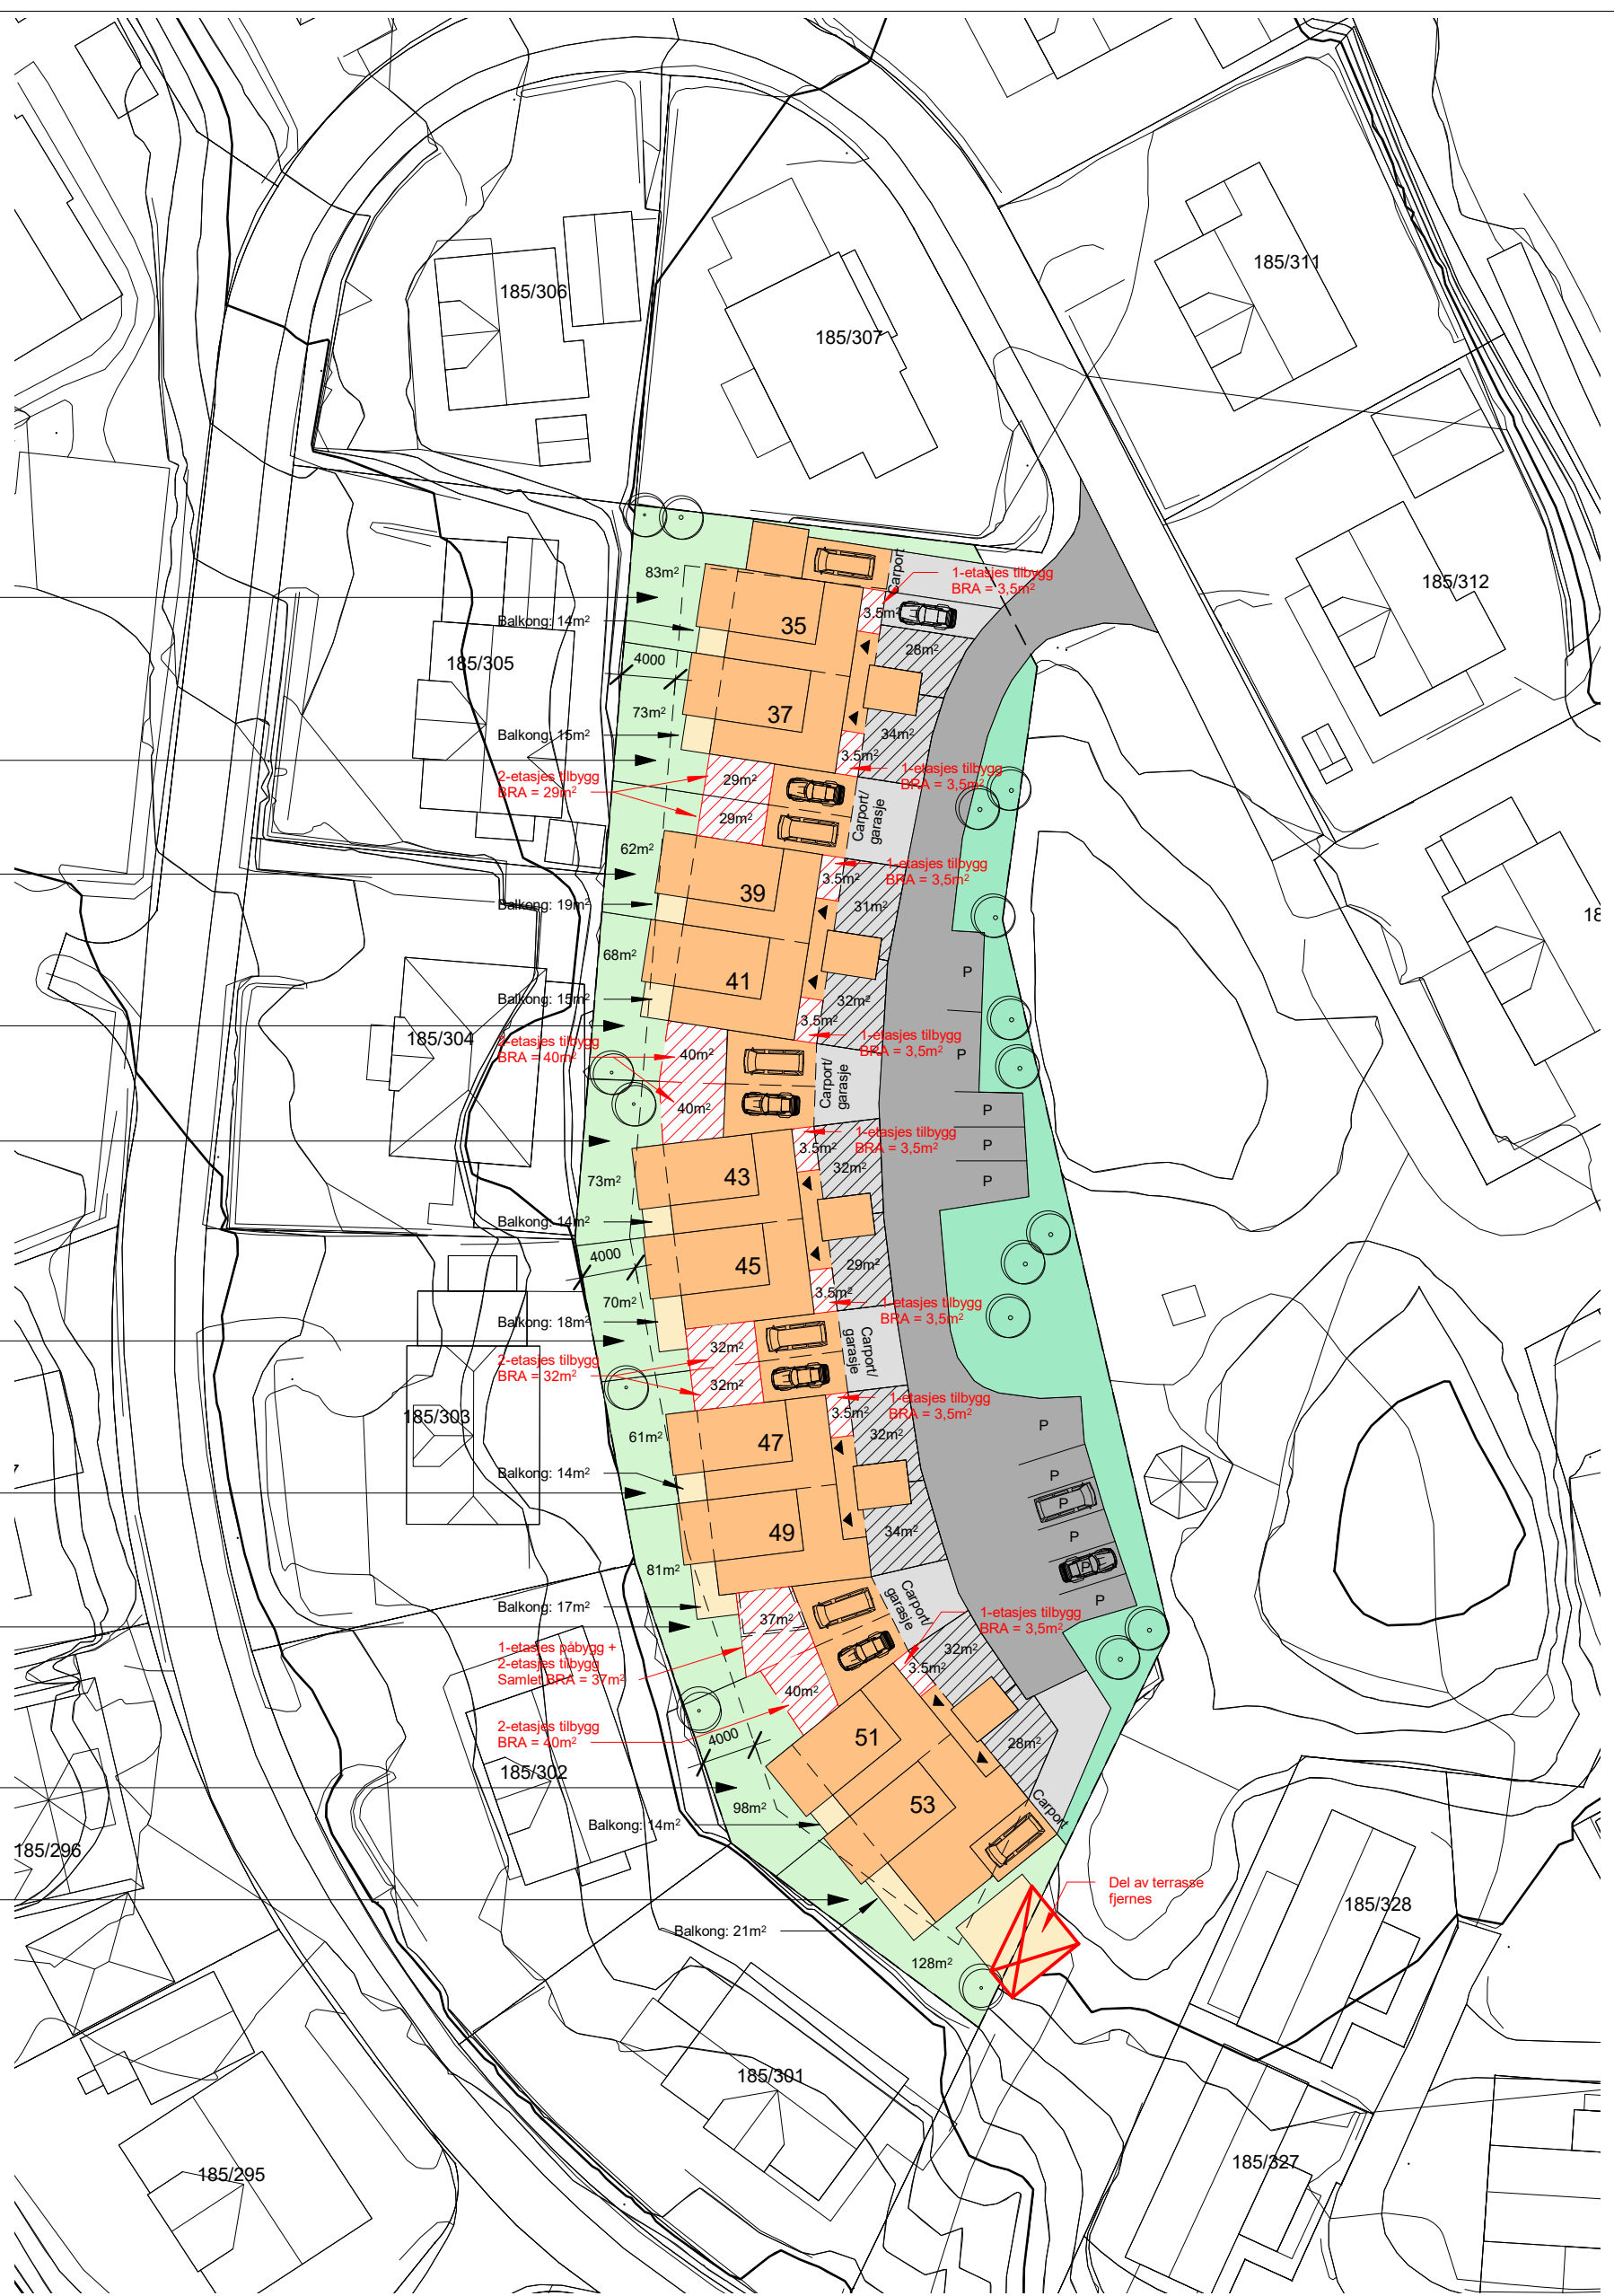 185/311
185/306
185/307
Carport
83m²
1-etasjes tilbygg
BRA = 3,5m²
185/312
3.5m²
Balkong: 14m²
35
28m²
185/305
4000
73m²
37
Balkong: 15m²
34m²
3.5m²
2-etasjes tilbygg
BRA = 29m²
29m²
1-etasjes tilbygg
BRA = 3,5m²
29m²
Carport/
garasje
62m²
1-etasjes tilbygg
BRA = 3,5m²
3.5m²
39
Balkong: 19m²
31m²
18
68m²
P
41
Balkong: 15m²
32m²
3.5m²
185/304
2-etasjes tilbygg
BRA = 40m²
40m²
1-etasjes tilbygg
BRA = 3,5m²
P
Carport/
garasje
40m²
P
1-etasjes tilbygg
BRA = 3,5m²
P
3.5m²
32m²
73m²
43
P
Balkong: 14m²
4000
45
29m²
3.5m²
70m²
1-etasjes tilbygg
BRA = 3,5m²
Balkong: 18m²
32m²
Carport/
garasje
2-etasjes tilbygg
BRA = 32m²
32m²
1-etasjes tilbygg
BRA = 3,5m²
3.5m²
185/303
P
61m²
47
32m²
Balkong: 14m²
P
P
49
34m²
P
81m²
P
Balkong: 17m²
Carport/
garasje
P
37m²
1-etasjes tilbygg
BRA = 3,5m²
1-etasjes påbygg +
2-etasjes tilbygg
Samlet BRA = 37m²
32m²
3.5m²
40m²
2-etasjes tilbygg
BRA = 40m²
4000
51
28m²
185/302
98m²
53
Carport
Balkong: 14m²
185/296
Del av terrasse
fjernes
185/328
Balkong: 21m²
128m²
185/301
185/327
185/295